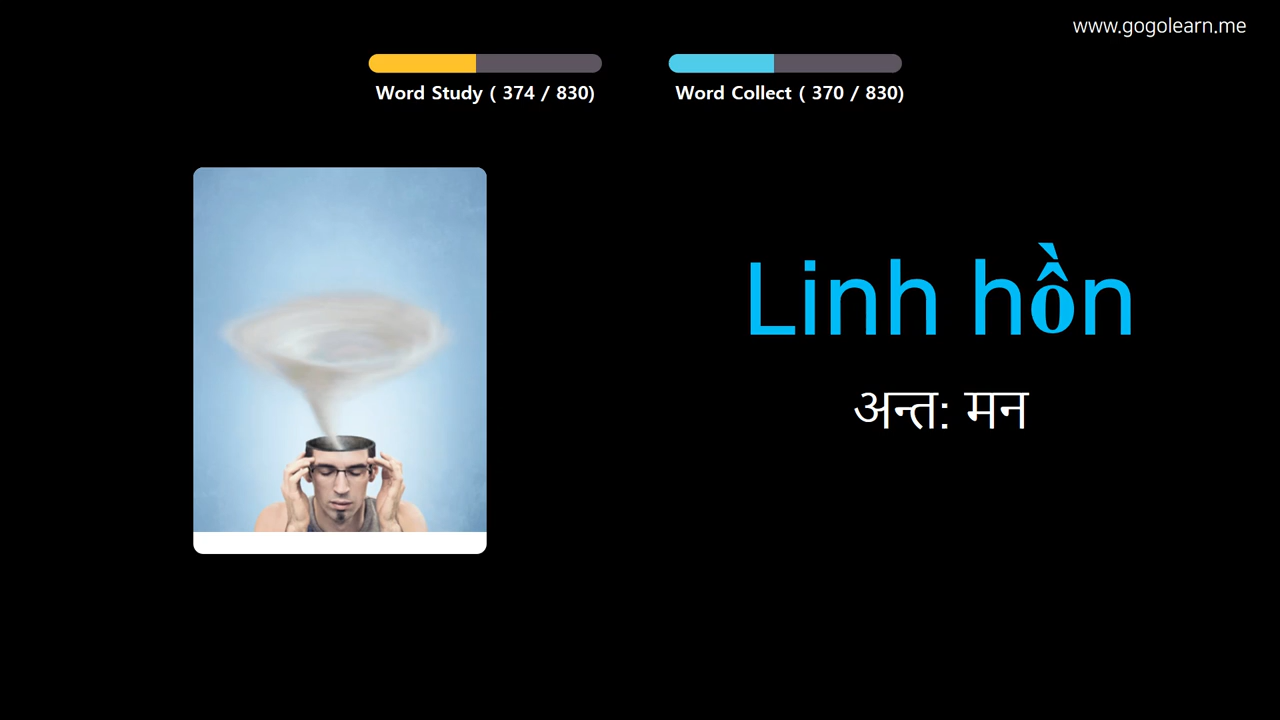 www.gogolearn.me
Word Study ( 374 / 830)
Word Collect ( 370 / 830)
Linh hồn
अन्त: मन